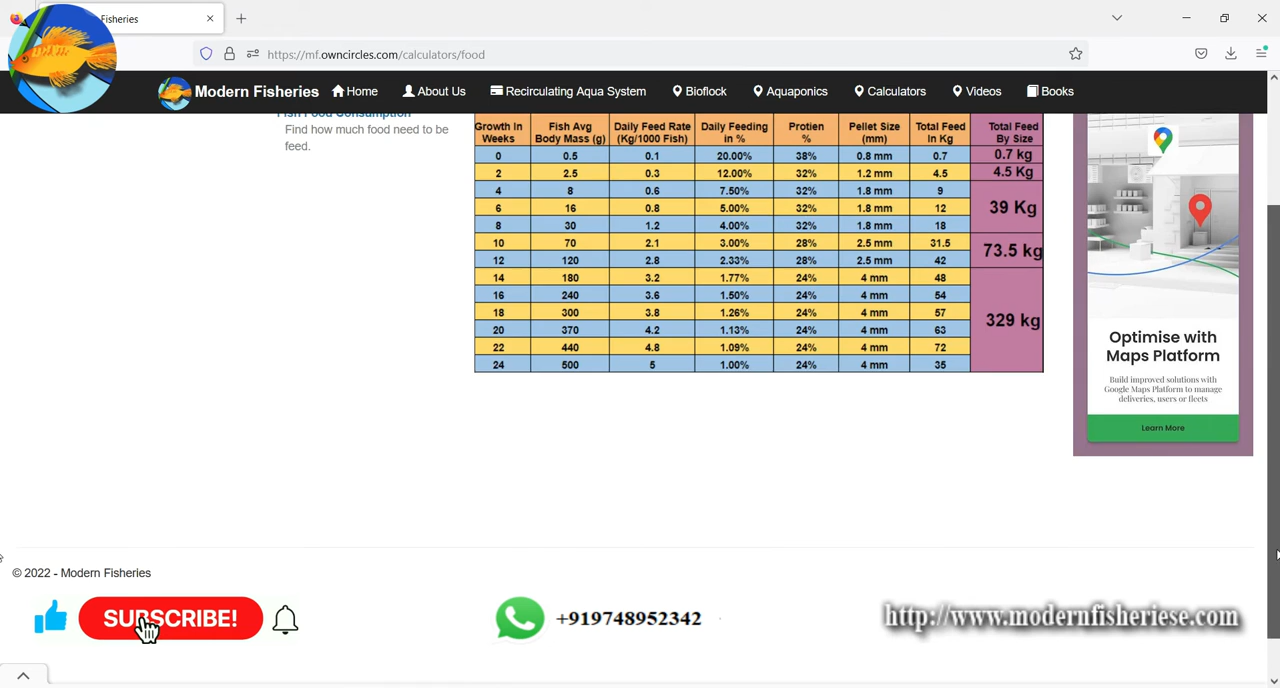 Fisheries
https://mf.owncircles.com/calculators/food
Modern Fisheries Home About Us Recirculating Aqua System Bioflock Aquaponics Calculators Videos Books
Fish Food Consumption
Find how much food need to be
feed.
Growth In Weeks Fish Avg Body Mass (g) Daily Feed Rate (Kg/1000 Fish) Daily Feeding in % Protien % Pellet Size (mm) Total Feed In Kg Total Feed By Size
0 0.5 0.1 20.00% 38% 0.8 mm 0.7 0.7 kg
2 2.5 0.3 12.00% 32% 1.2 mm 4.5 4.5 Kg
4 8 0.6 7.50% 32% 1.8 mm 9
6 16 0.8 5.00% 32% 1.8 mm 12 39 Kg
8 30 1.2 4.00% 32% 1.8 mm 18
10 70 2.1 3.00% 28% 2.5 mm 31.5 73.5 kg
12 120 2.8 2.33% 28% 2.5 mm 42
14 180 3.2 1.77% 24% 4 mm 48
16 240 3.6 1.50% 24% 4 mm 54
18 300 3.8 1.26% 24% 4 mm 57 329 kg
20 370 4.2 1.13% 24% 4 mm 63
22 440 4.8 1.09% 24% 4 mm 72
24 500 5 1.00% 24% 4 mm 35
Optimise with
Maps Platform
Build improved solutions with
Google Maps Platform to manage
deliveries, users or fleets
Learn More
© 2022 - Modern Fisheries
SUBSCRIBE!
+919748952342
http://www.modernfisheriese.com